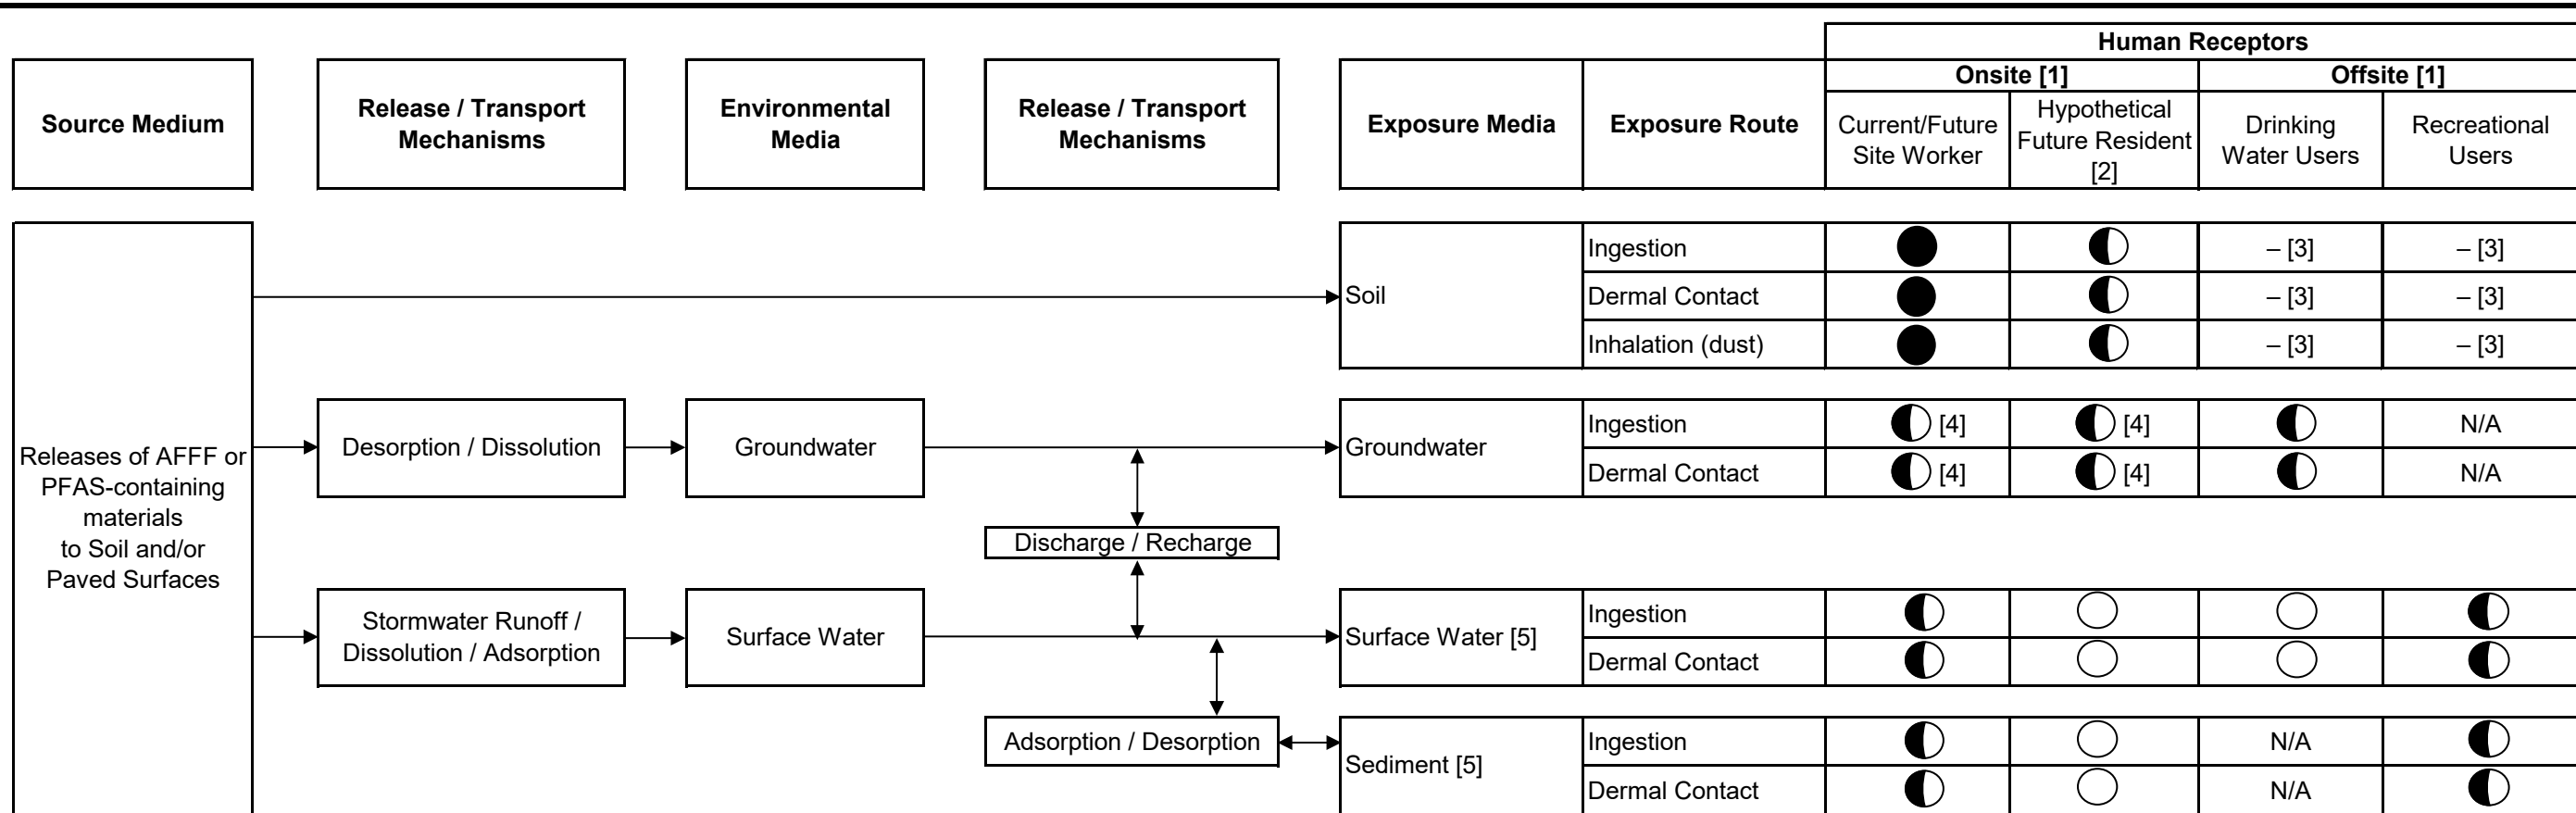 Human Receptors
Onsite [1]
Offsite [1]
Source Medium
Release / Transport
Mechanisms
Environmental
Media
Release / Transport
Mechanisms
Exposure Media
Exposure Route
Current/Future
Site Worker
Hypothetical
Future Resident
[2]
Drinking
Water Users
Recreational
Users
Releases of AFFF or
PFAS-containing
materials
to Soil and/or
Paved Surfaces
Soil
Ingestion
– [3]
– [3]
Dermal Contact
– [3]
– [3]
Inhalation (dust)
– [3]
– [3]
Desorption / Dissolution
Groundwater
Groundwater
Ingestion
[4]
[4]
N/A
Dermal Contact
[4]
[4]
N/A
Discharge / Recharge
Stormwater Runoff /
Dissolution / Adsorption
Surface Water
Surface Water [5]
Ingestion
Dermal Contact
Adsorption / Desorption
Sediment [5]
Ingestion
N/A
Dermal Contact
N/A